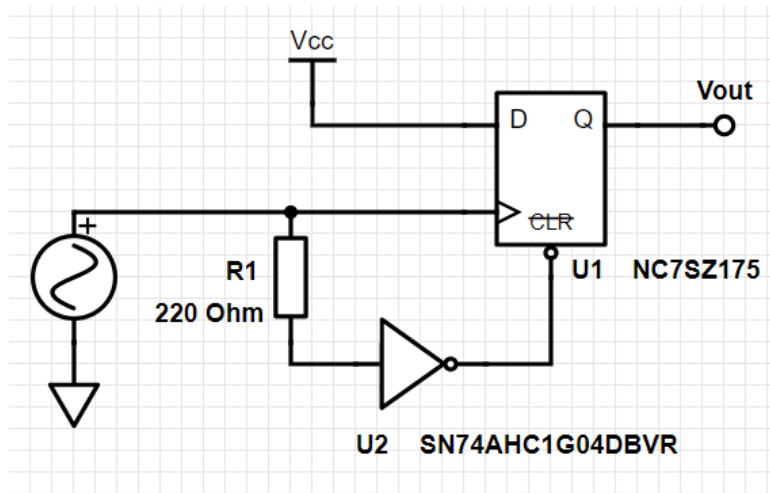 Vcc
Vout
D
Q
CLR
+
R1
220 Ohm
U1 NC7SZ175
U2 SN74AHC1G04DBVR